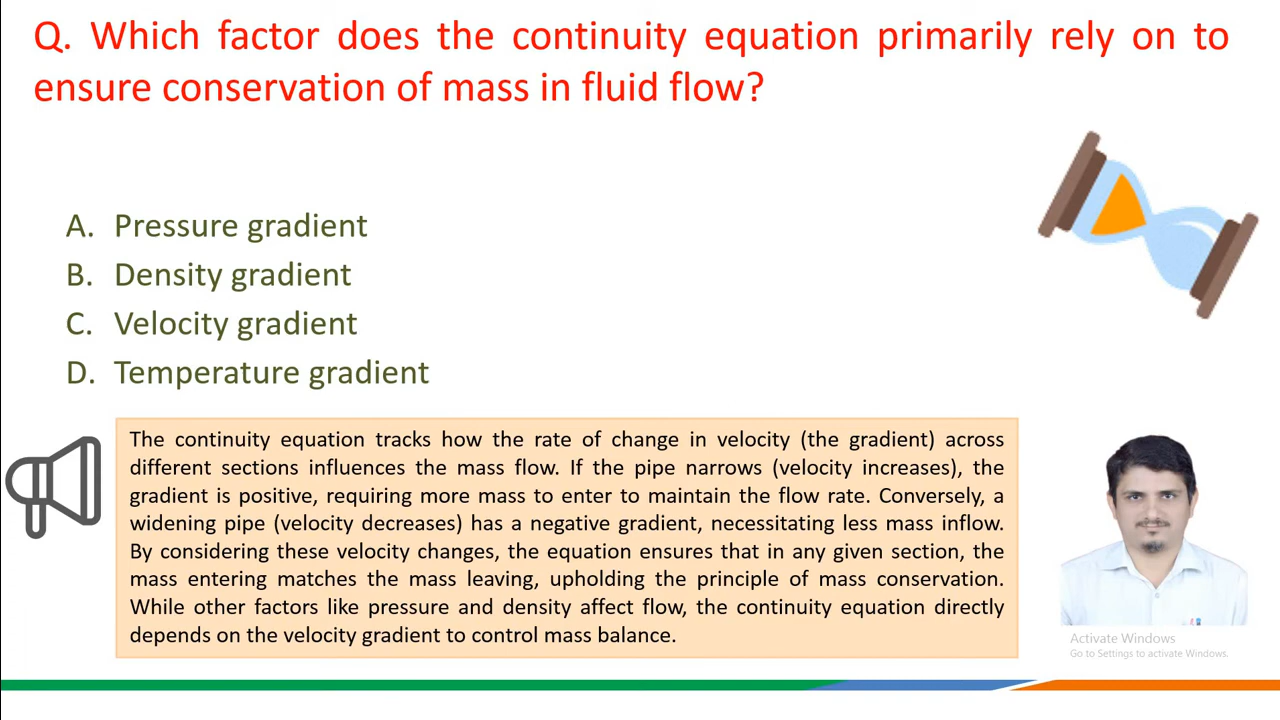 Q. Which factor does the continuity equation primarily rely on to
ensure conservation of mass in fluid flow?
A. Pressure gradient
B. Density gradient
C. Velocity gradient
D. Temperature gradient
The continuity equation tracks how the rate of change in velocity (the gradient) across
different sections influences the mass flow. If the pipe narrows (velocity increases), the
gradient is positive, requiring more mass to enter to maintain the flow rate. Conversely, a
widening pipe (velocity decreases) has a negative gradient, necessitating less mass inflow.
By considering these velocity changes, the equation ensures that in any given section, the
mass entering matches the mass leaving, upholding the principle of mass conservation.
While other factors like pressure and density affect flow, the continuity equation directly
depends on the velocity gradient to control mass balance.
Activate Windows
Go to Settings to activate Windows.